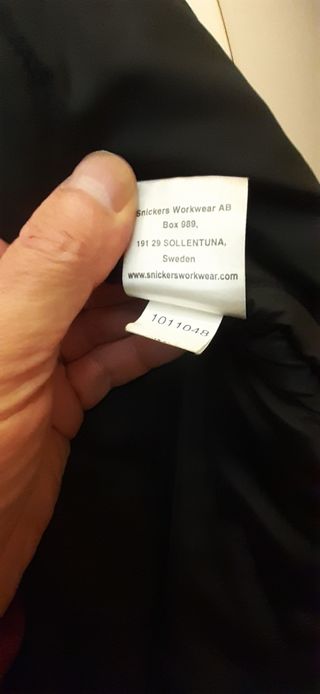 Snickers Workwear AB
Box 989,
191 29 SOLLENTUNA,
Sweden
www.snickersworkwear.com
1011048